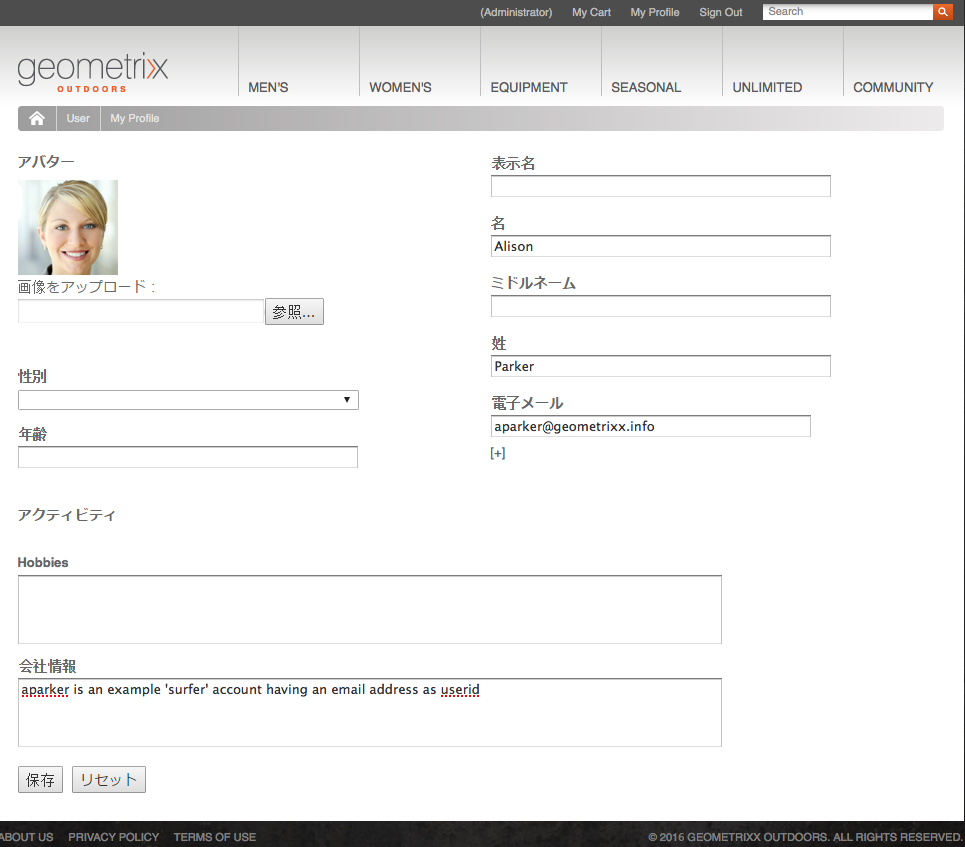 (Administrator) My Cart My Profile Sign Out Search
geometrixx
OUTDOORS
MEN'S WOMEN'S EQUIPMENT SEASONAL UNLIMITED COMMUNITY
User My Profile
アバター
画像をアップロード :
参照...
性別
年齢
表示名
名
Alison
ミドルネーム
姓
Parker
電子メール
aparker@geometrixx.info
[+]
アクティビティ
Hobbies
会社情報
aparker is an example 'surfer' account having an email address as userid
保存 リセット
ABOUT US PRIVACY POLICY TERMS OF USE © 2016 GEOMETRIXX OUTDOORS. ALL RIGHTS RESERVED.